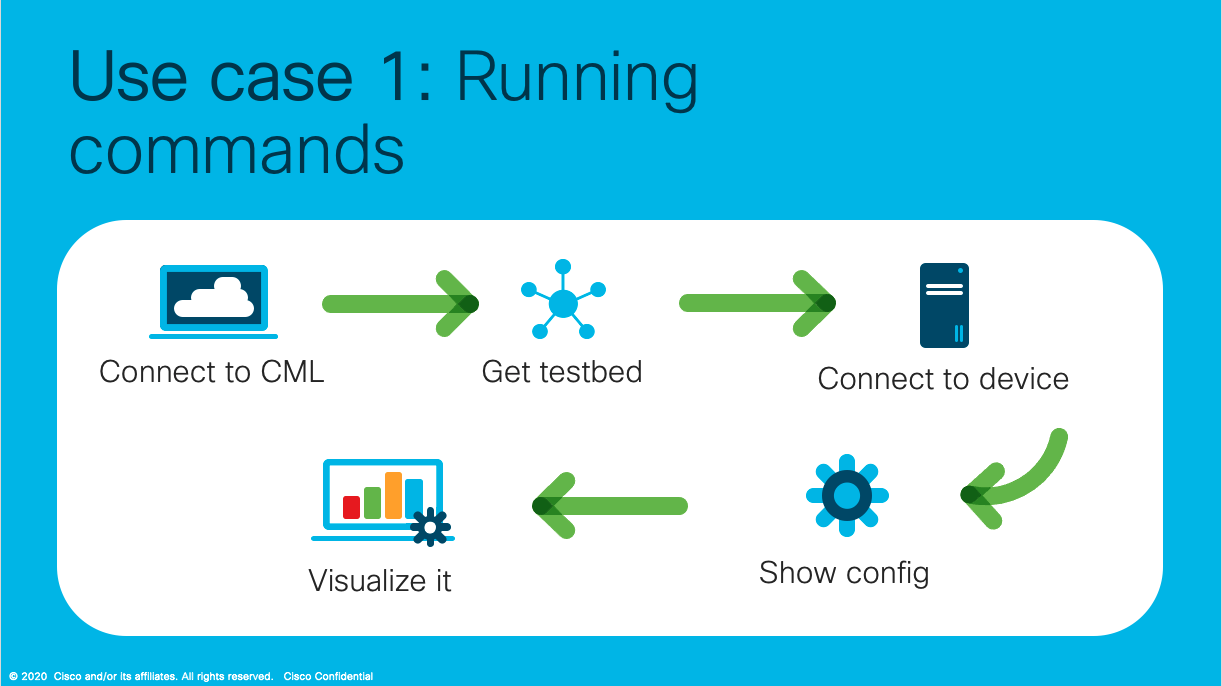 Use case 1: Running
commands
Connect to CML
Get testbed
Connect to device
Show config
Visualize it
© 2020 Cisco and/or its affiliates. All rights reserved. Cisco Confidential